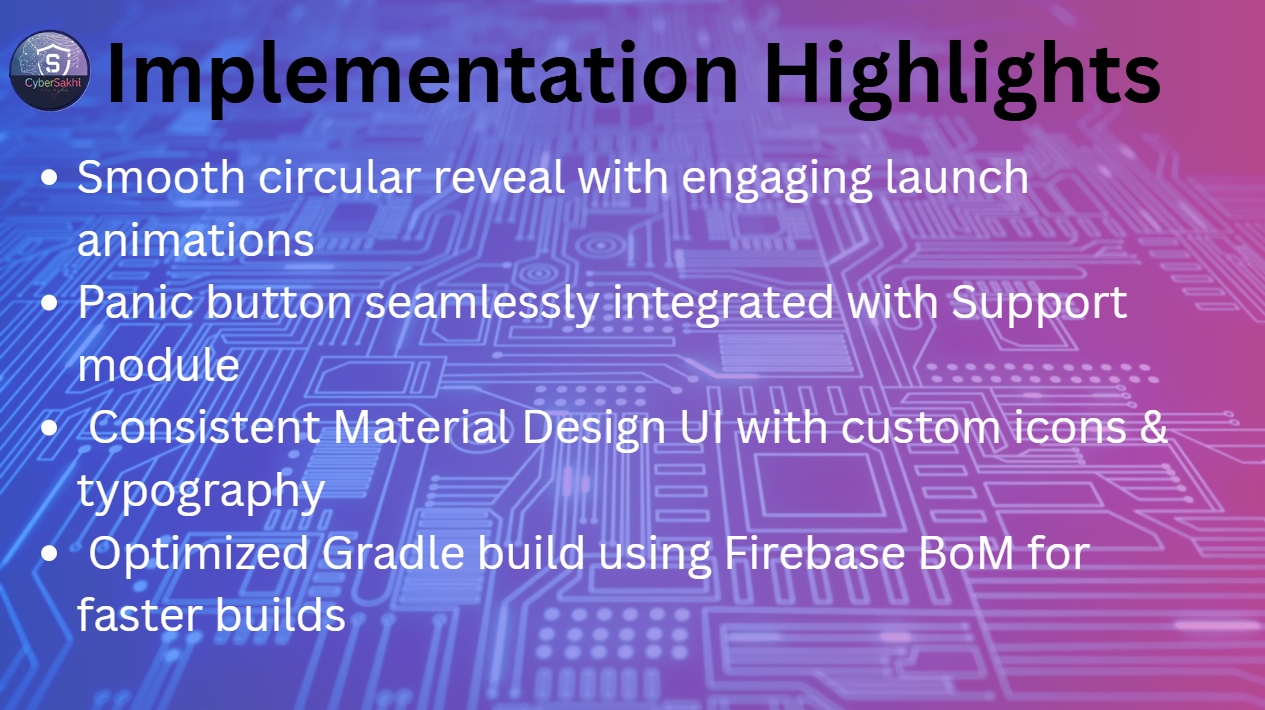 S
CyberSakhi
Implementation Highlights
• Smooth circular reveal with engaging launch
animations
• Panic button seamlessly integrated with Support
module
• Consistent Material Design UI with custom icons &
typography
• Optimized Gradle build using Firebase BoM for
faster builds